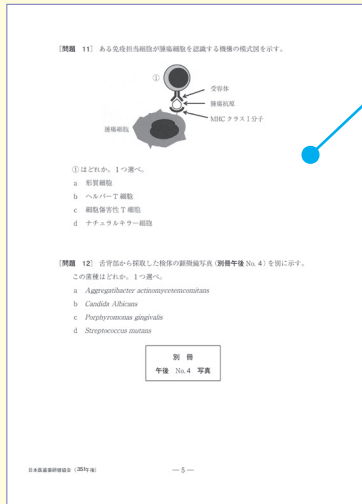 [問題 11] ある免疫担当細胞が腫瘍細胞を認識する機構の模式図を示す。
①
受容体
腫瘍抗原
MHC クラス I 分子
腫瘍細胞
①はどれか。1つ選べ。
a 形質細胞
b ヘルパー T 細胞
c 細胞傷害性 T 細胞
d ナチュラルキラー細胞
[問題 12] 舌背部から採取した検体の顕微鏡写真(別冊午後 No. 4)を別に示す。
この菌種はどれか。1つ選べ。
a Aggregatibacter actinomycetemcomitans
b Candida Albicans
c Porphyromonas gingivalis
d Streptococcus mutans
別 冊
午後 No.4 写真
— 5 —